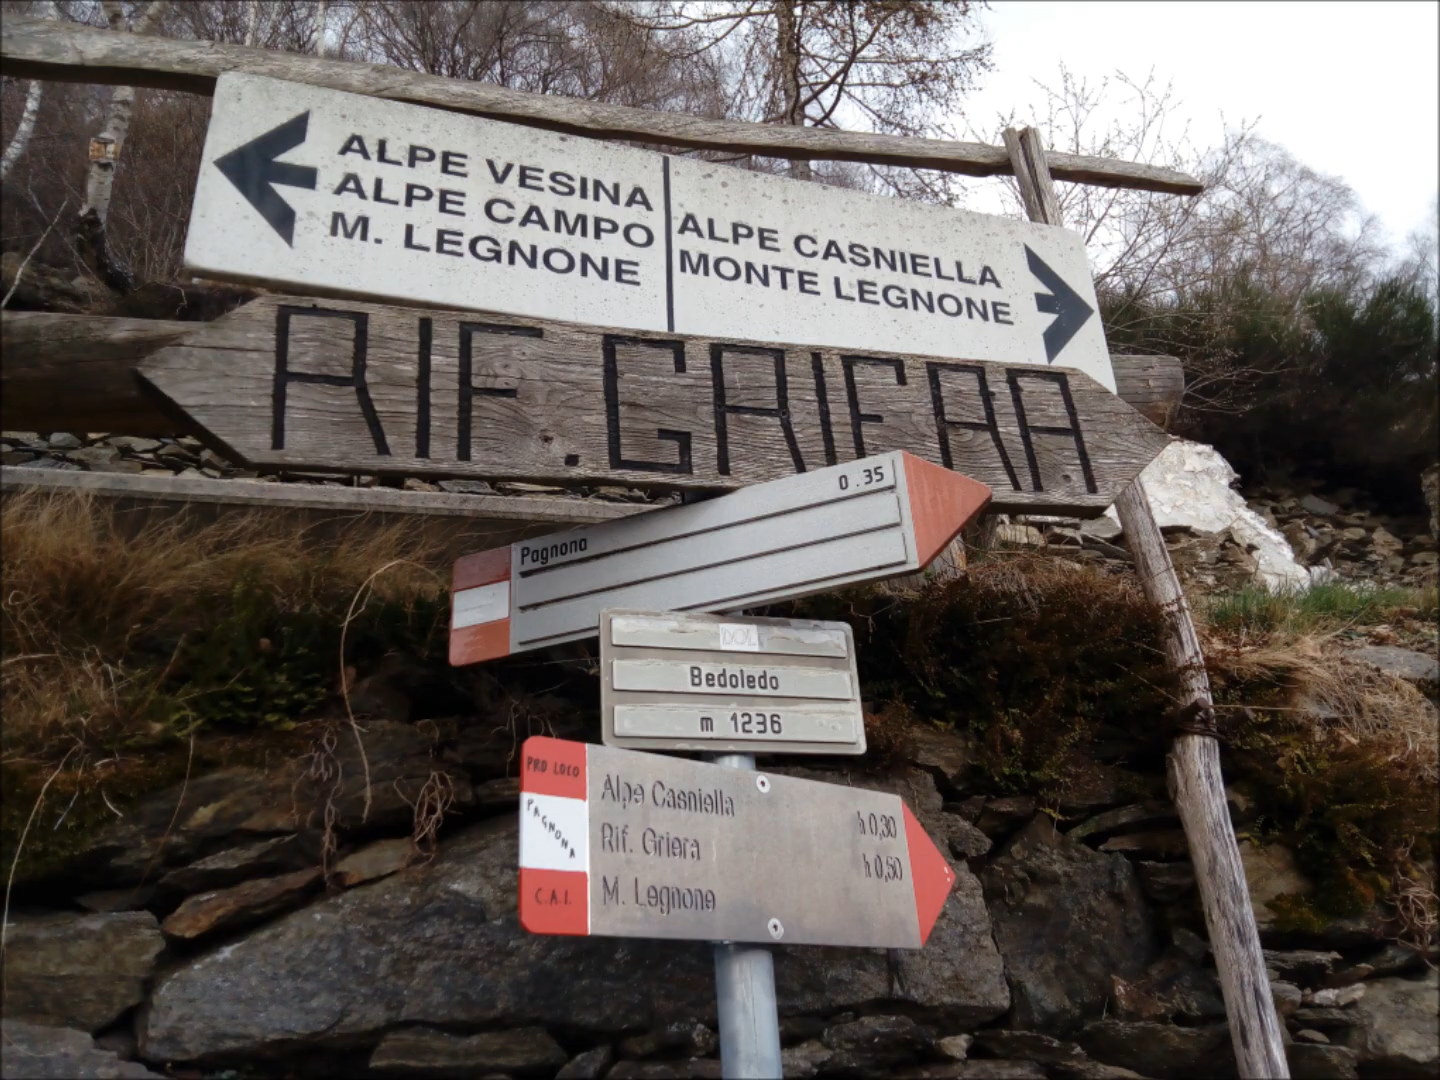 ALPE VESINA
ALPE CAMPO
M. LEGNONE
ALPE CASNIELLA
MONTE LEGNONE
RIF. GRIERA
Pagnona 0.35
Bedoledo
m 1236
PRO LOCO
PAGNONA
C.A.I.
Alpe Casniella h 0,30
Rif. Griera h 0,50
M. Legnone